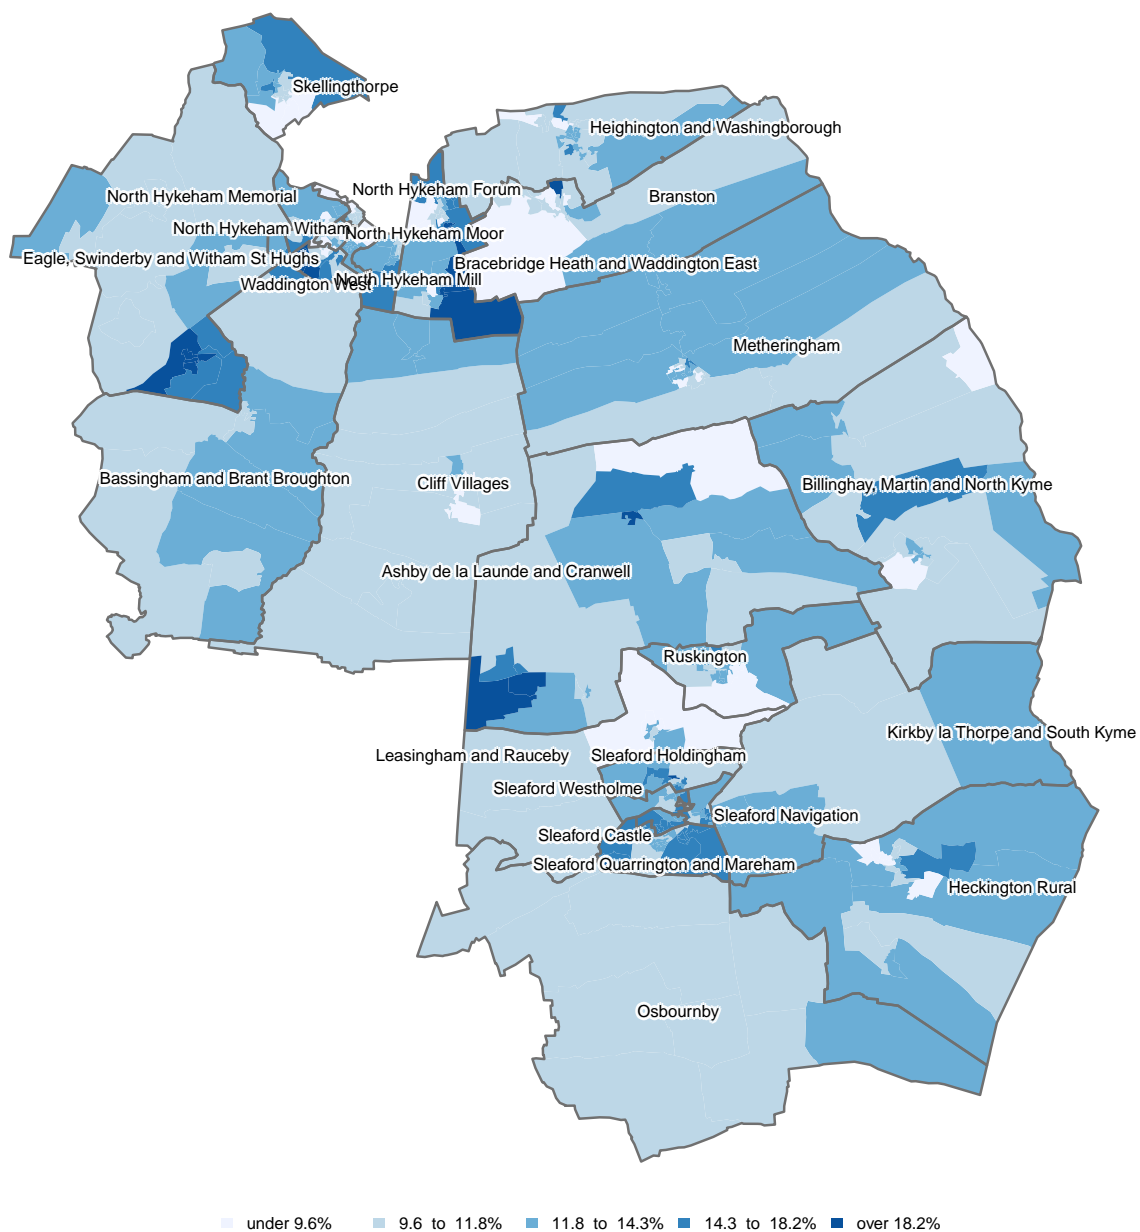 Skellingthorpe
Heighington and Washingborough
North Hykeham Forum
North Hykeham Memorial
Branston
North Hykeham Witham
North Hykeham Moor
Eagle, Swinderby and Witham St Hughs
Bracebridge Heath and Waddington East
Waddington West
North Hykeham Mill
Metheringham
Bassingham and Brant Broughton
Cliff Villages
Billinghay, Martin and North Kyme
Ashby de la Launde and Cranwell
Ruskington
Kirkby la Thorpe and South Kyme
Leasingham and Rauceby
Sleaford Holdingham
Sleaford Westholme
Sleaford Navigation
Sleaford Castle
Sleaford Quarrington and Mareham
Heckington Rural
Osbournby
under 9.6% 9.6 to 11.8% 11.8 to 14.3% 14.3 to 18.2% over 18.2%